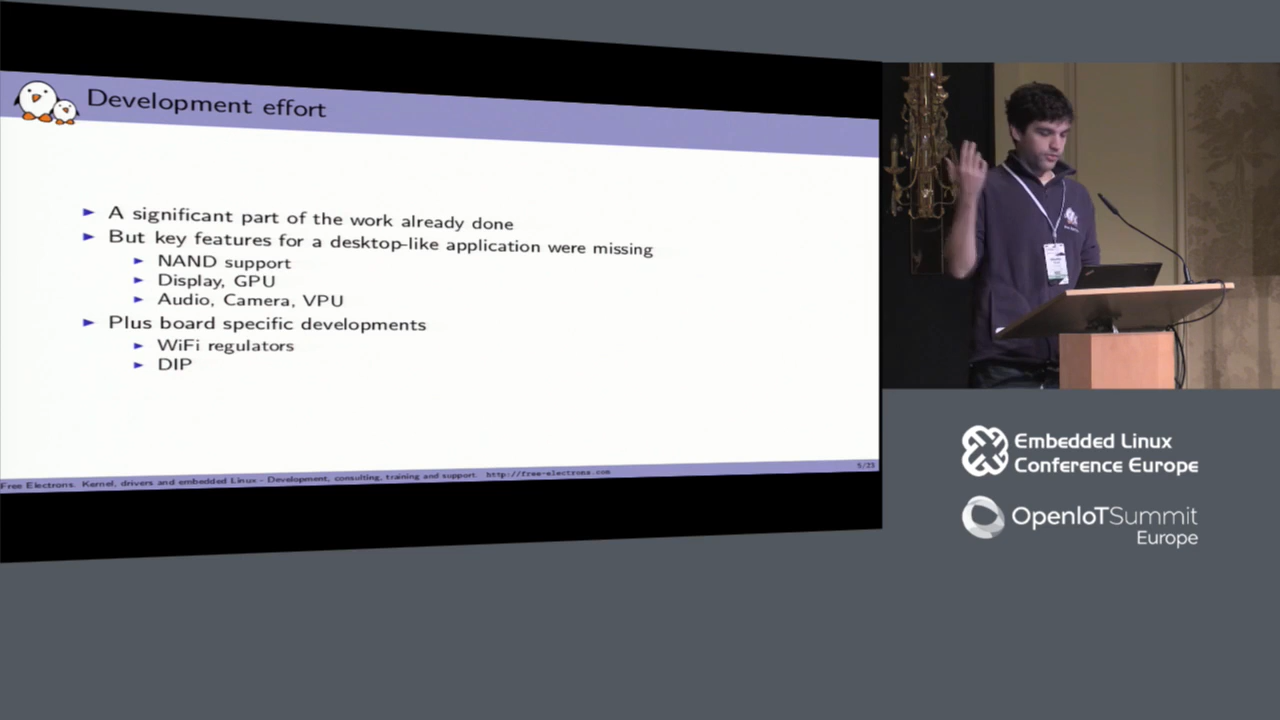 Development effort
A significant part of the work already done
But key features for a desktop-like application were missing
NAND support
Display, GPU
Audio, Camera, VPU
Plus board specific developments
WiFi regulators
DIP
Free Electrons. Kernel, drivers and embedded Linux - Development, consulting, training and support. http://free-electrons.com
5/23
Embedded Linux
Conference Europe
OpenIoTSummit
Europe